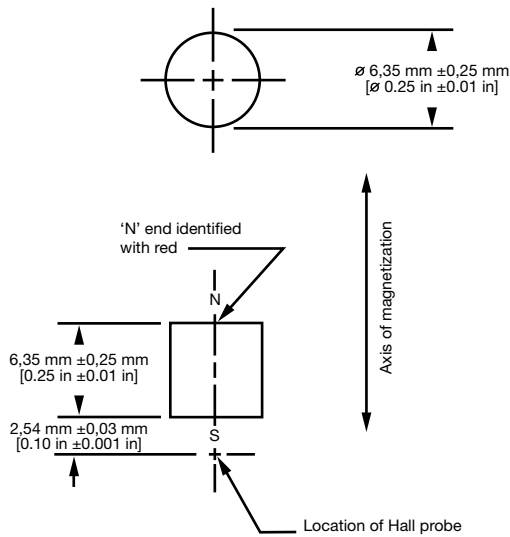 ø 6,35 mm ±0,25 mm
[ø 0.25 in ±0.01 in]
'N' end identified
with red
Axis of magnetization
N
6,35 mm ±0,25 mm
[0.25 in ±0.01 in]
2,54 mm ±0,03 mm
[0.10 in ±0.001 in]
S
Location of Hall probe